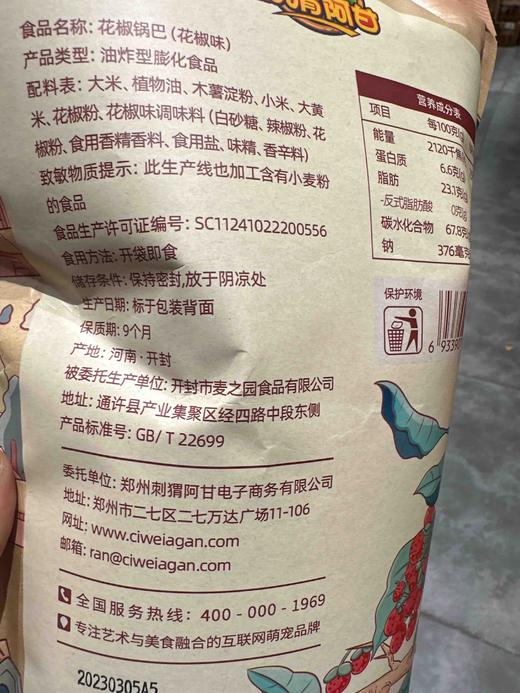 刺猬阿甘
食品名称: 花椒锅巴 (花椒味)
产品类型: 油炸型膨化食品
配料表: 大米、植物油、木薯淀粉、小米、大黄
米、花椒粉、花椒味调味料 (白砂糖、辣椒粉、花
椒粉、食用香精香料、食用盐、味精、香辛料)
致敏物质提示: 此生产线也加工含有小麦粉
的食品
食品生产许可证编号: SC11241022200556
食用方法: 开袋即食
储存条件: 保持密封,放于阴凉处
生产日期: 标于包装背面
保质期: 9个月
产地: 河南·开封
被委托生产单位: 开封市麦之园食品有限公司
地址: 通许县产业集聚区经四路中段东侧
产品标准号: GB/T 22699
委托单位: 郑州刺猬阿甘电子商务有限公司
地址: 郑州市二七区二七万达广场11-106
网址: www.ciweiagan.com
邮箱: ran@ciweiagan.com
全国服务热线: 400-000-1969
专注艺术与美食融合的互联网萌宠品牌
20230305A5
营养成分表
项目 每100克(g)
能量 2120千焦
蛋白质 6.6克(g)
脂肪 23.1克(g)
-反式脂肪酸 0克(g)
碳水化合物 67.8克
钠 376毫克
保护环境
6 93390